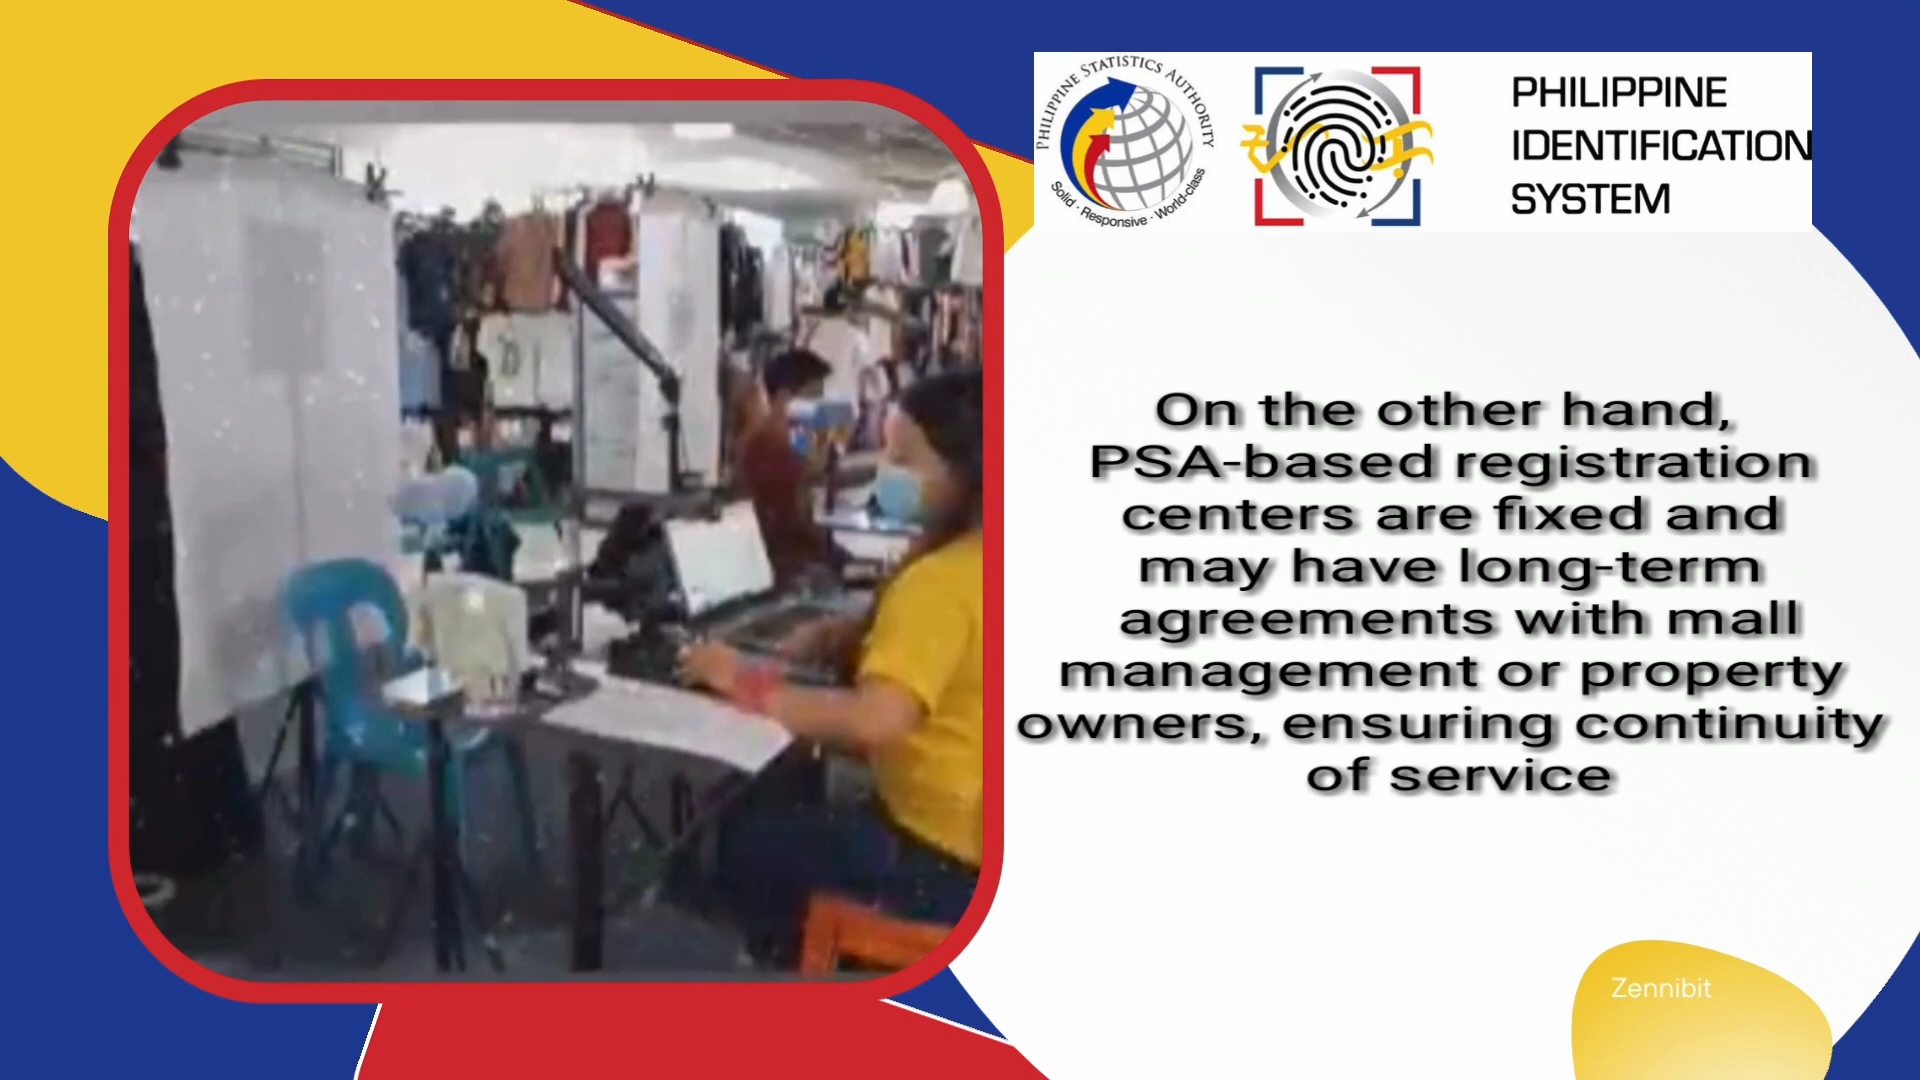 PHILIPPINE STATISTICS AUTHORITY
Solid · Responsive · World-class
PHILIPPINE
IDENTIFICATION
SYSTEM
On the other hand,
PSA-based registration
centers are fixed and
may have long-term
agreements with mall
management or property
owners, ensuring continuity
of service
Zennibit